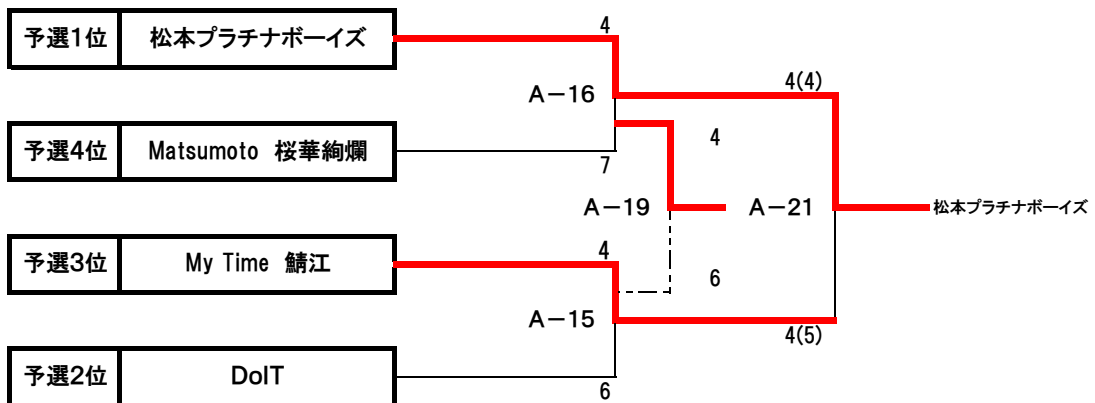 予選1位 松本プラチナボーイズ
4
4(4)
A－16
4
予選4位 Matsumoto 桜華絢爛
7
A－19
A－21
松本プラチナボーイズ
予選3位 My Time 鯖江
4
6
A－15
4(5)
予選2位 DoIT
6